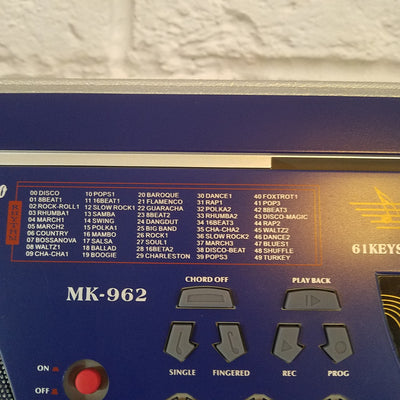 RHYTHM
00 DISCO 10 POPS1 20 BAROQUE 30 DANCE1 40 FOXTROT1
01 8BEAT1 11 16BEAT1 21 FLAMENCO 31 RAP1 41 POP3
02 ROCK-ROLL1 12 SLOW ROCK1 22 GUARACHA 32 POLKA2 42 8BEAT3
03 RHUMBA1 13 SAMBA 23 8BEAT2 33 RHUMBA2 43 DISCO-MAGIC
04 MARCH1 14 SWING 24 DANGDUT 34 16BEAT3 44 RAP2
05 MARCH2 15 POLKA1 25 BIG BAND 35 CHA-CHA2 45 WALTZ2
06 COUNTRY 16 MAMBO 26 ROCK1 36 SLOW ROCK2 46 DANCE2
07 BOSSANOVA 17 SALSA 27 SOUL1 37 MARCH3 47 BLUES1
08 WALTZ1 18 BALLAD 28 16BETA2 38 DISCO-BEAT 48 SHUFFLE
09 CHA-CHA1 19 BOOGIE 29 CHARLESTON 39 POPS3 49 TURKEY
61KEYS
MK-962
CHORD OFF PLAY BACK
SINGLE FINGERED REC PROG
ON
OFF